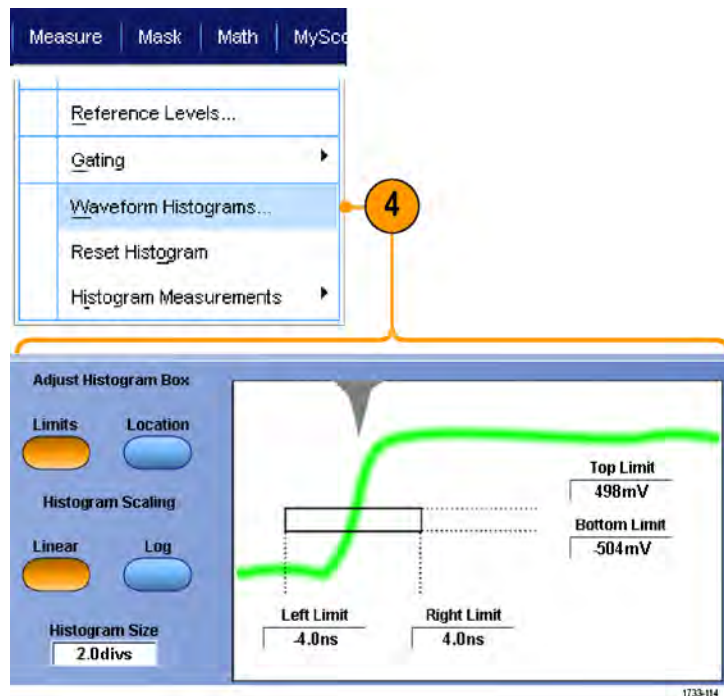 Measure | Mask | Math |
Reference Levels...
Gating
Waveform Histograms...
4
Reset Histogram
Histogram Measurements
Adjust Histogram Box
Limits Location
Histogram Scaling
Linear Log
Histogram Size
2.0divs
Top Limit
498mV
Bottom Limit
-504mV
Left Limit Right Limit
-4.0ns 4.0ns
1733-114